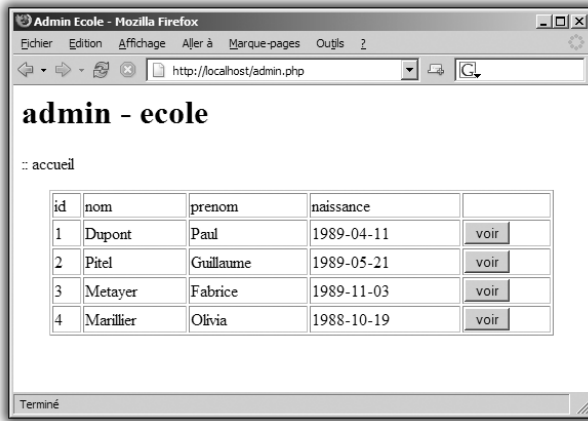 Admin Ecole - Mozilla Firefox
Fichier Edition Affichage Aller à Marque-pages Outils ?
http://localhost/admin.php G
admin - ecole
:: accueil
id nom prenom naissance
1 Dupont Paul 1989-04-11 voir
2 Pitel Guillaume 1989-05-21 voir
3 Metayer Fabrice 1989-11-03 voir
4 Marillier Olivia 1988-10-19 voir
Terminé